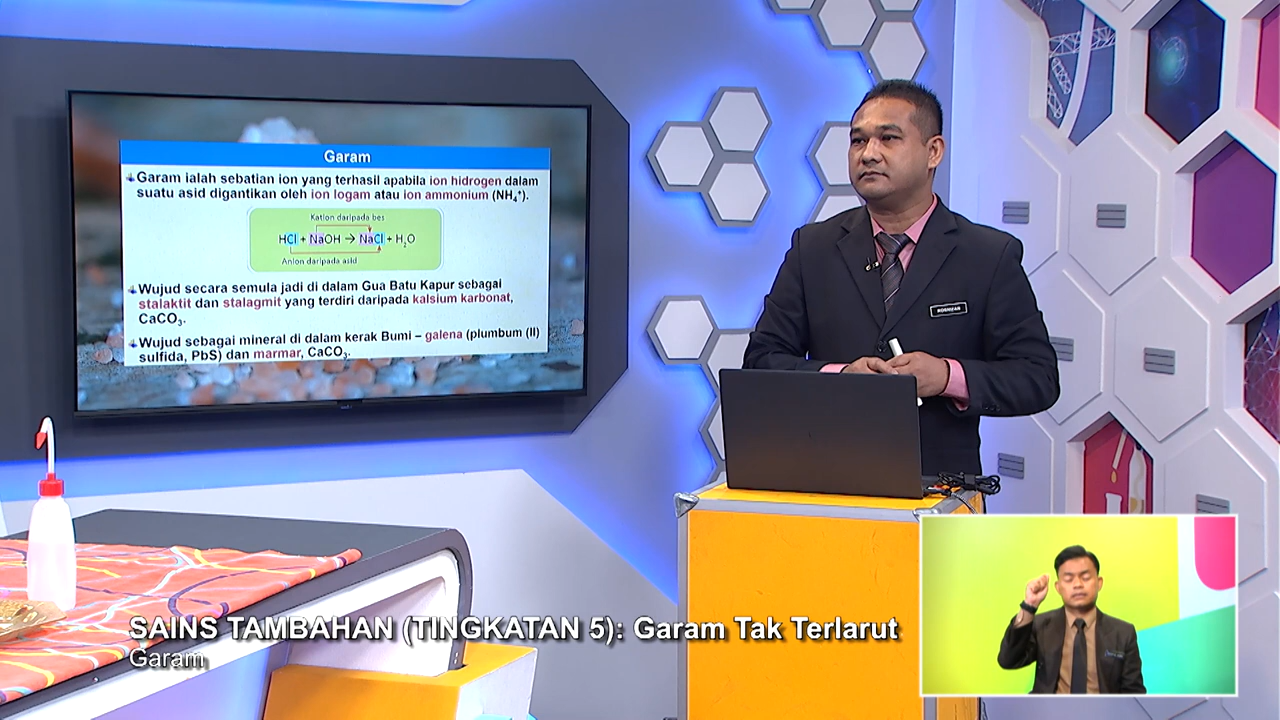 Garam
Garam ialah sebatian ion yang terhasil apabila ion hidrogen dalam
suatu asid digantikan oleh ion logam atau ion ammonium (NH₄⁺).
Kation daripada bes
HCl + NaOH → NaCl + H₂O
Anion daripada asid
Wujud secara semula jadi di dalam Gua Batu Kapur sebagai
stalaktit dan stalagmit yang terdiri daripada kalsium karbonat,
CaCO₃.
Wujud sebagai mineral di dalam kerak Bumi – galena (plumbum (II)
sulfida, PbS) dan marmar, CaCO₃.
ROSNIZAN
SAINS TAMBAHAN (TINGKATAN 5): Garam Tak Terlarut
Garam